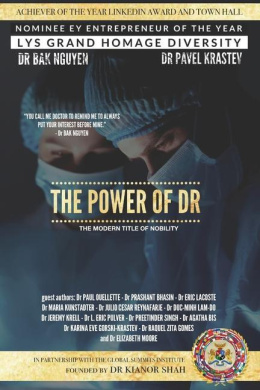 ACHIEVER OF THE YEAR LINKEDIN AWARD AND TOWN HALL
NOMINEE EY ENTREPRENEUR OF THE YEAR
LYS GRAND HOMAGE DIVERSITY
DR BAK NGUYEN DR PAVEL KRASTEV
"YOU CALL ME DOCTOR TO REMIND ME TO ALWAYS
PUT YOUR INTEREST BEFORE MINE."
- DR BAK NGUYEN
THE POWER OF DR
THE MODERN TITLE OF NOBILITY
guest authors: Dr PAUL OUELLETTE - Dr PRASHANT BHASIN - Dr ERIC LACOSTE
Dr MARIA KUNSTADTER - Dr JULIO CESAR REYNAFARJE - Dr DUC-MINH LAM-DO
Dr JEREMY KRELL - Dr L. ERIC PULVER - Dr PREETINDER SINGH - Dr AGATHA BIS
Dr KARINA EVE GORSKI-KRASTEV - Dr RAQUEL ZITA GOMES
and Dr ELIZABETH MOORE
IN PARTNERSHIP WITH THE GLOBAL SUMMITS INSTITUTE
FOUNDED BY DR KIANOR SHAH